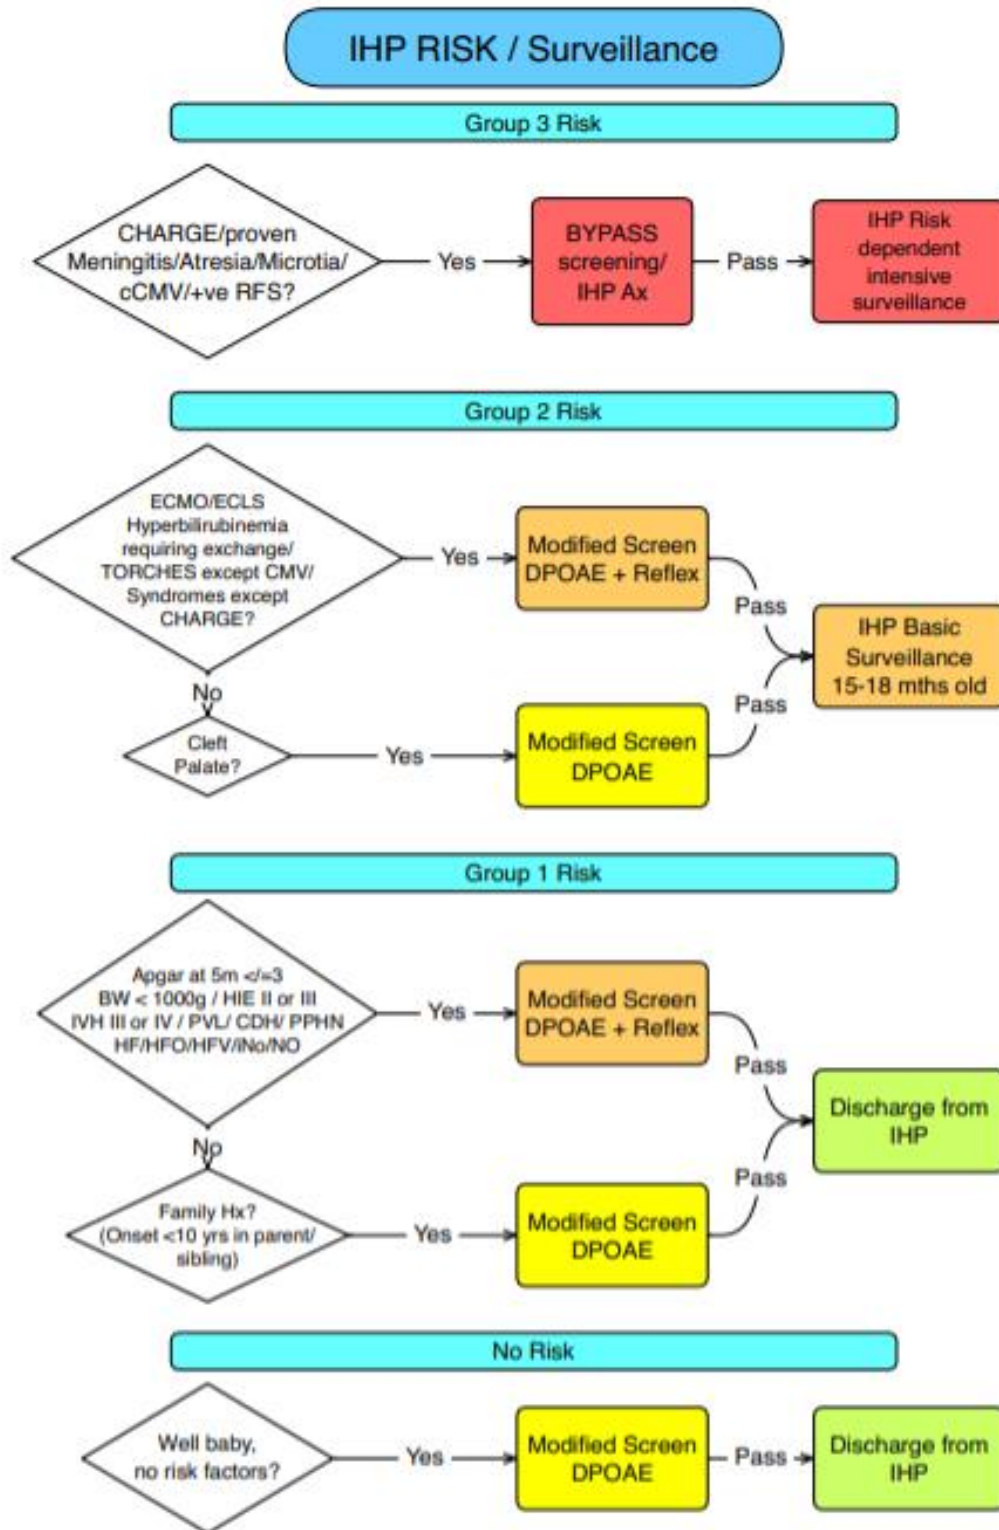 IHP RISK / Surveillance
Group 3 Risk
CHARGE/proven
Meningitis/Atresia/Microtia/
cCMV/+ve RFS?
Yes
BYPASS
screening/
IHP Ax
Pass
IHP Risk
dependent
intensive
surveillance
Group 2 Risk
ECMO/ECLS
Hyperbilirubinemia
requiring exchange/
TORCHES except CMV/
Syndromes except
CHARGE?
Yes
Modified Screen
DPOAE + Reflex
Pass
IHP Basic
Surveillance
15-18 mths old
No
Cleft
Palate?
Yes
Modified Screen
DPOAE
Pass
Group 1 Risk
Apgar at 5m </=3
BW < 1000g / HIE II or III
IVH III or IV / PVL/ CDH/ PPHN
HF/HFO/HFV/iNo/NO
Yes
Modified Screen
DPOAE + Reflex
Pass
Discharge from
IHP
No
Family Hx?
(Onset <10 yrs in parent/
sibling)
Yes
Modified Screen
DPOAE
Pass
No Risk
Well baby,
no risk factors?
Yes
Modified Screen
DPOAE
Pass
Discharge from
IHP